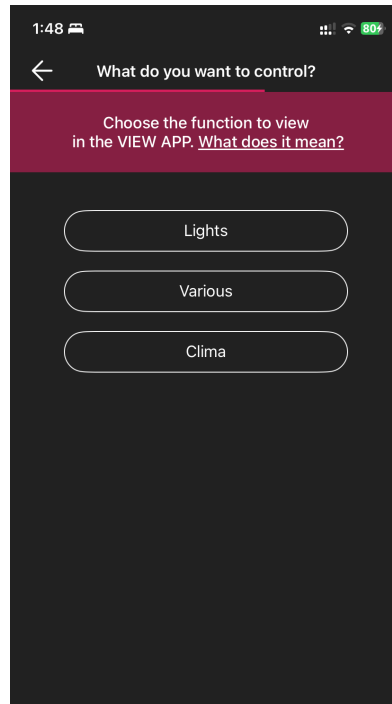 1:48
80
What do you want to control?
Choose the function to view
in the VIEW APP. What does it mean?
Lights
Various
Clima